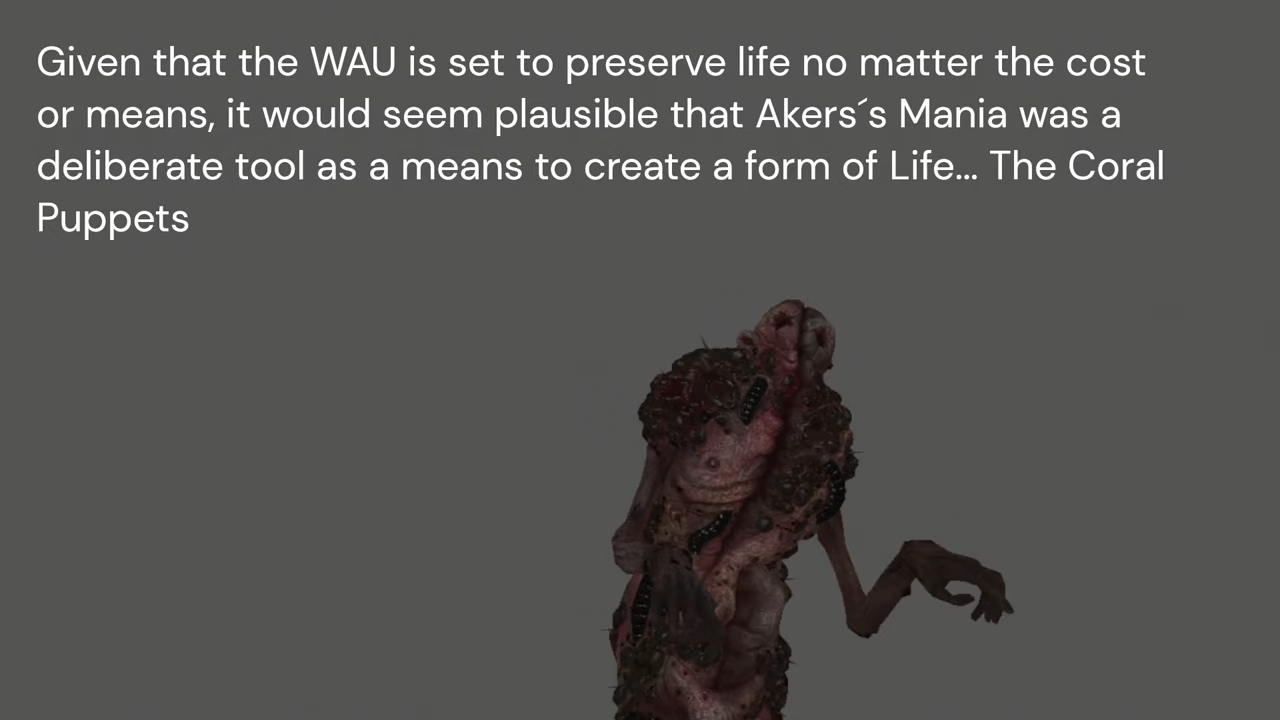 Given that the WAU is set to preserve life no matter the cost
or means, it would seem plausible that Akers´s Mania was a
deliberate tool as a means to create a form of Life... The Coral
Puppets